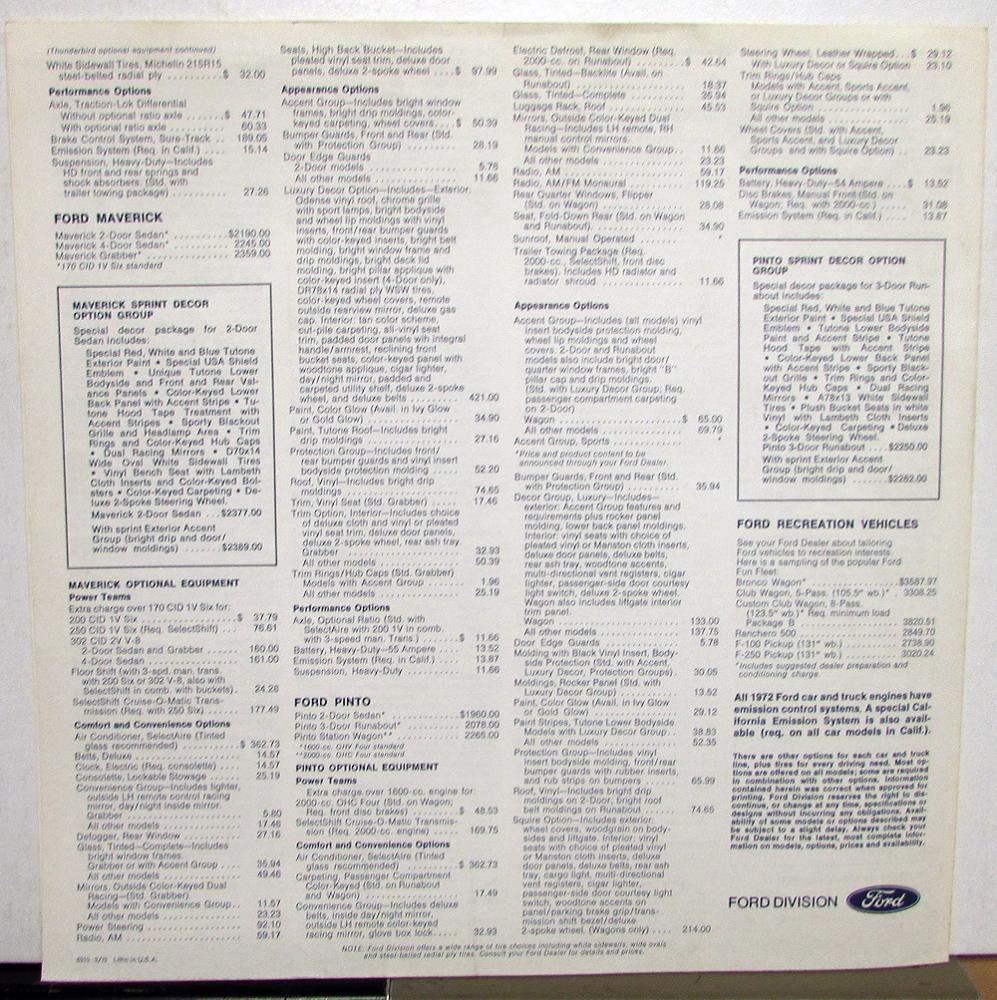 (Thunderbird optional equipment continued)
White Sidewall Tires, Michelin 215R15
steel-belted radial ply ..........$ 32.00
Performance Options
Axle, Traction-Lok Differential
Without optional ratio axle ......$ 47.71
With optional ratio axle .... 60.33
Brake Control System, Sure-Track .. 189.05
Emission System (Req. in Calif.) .... 15.14
Suspension, Heavy-Duty—Includes
HD front and rear springs and
shock absorbers. (Std. with
trailer towing package) ........ 27.26
FORD MAVERICK
Maverick 2-Door Sedan* ..........$2190.00
Maverick 4-Door Sedan* .......... 2245.00
Maverick Grabber* ............ 2359.00
*170 CID 1V Six standard
MAVERICK SPRINT DECOR
OPTION GROUP
Special decor package for 2-Door
Sedan includes:
Special Red, White and Blue Tutone
Exterior Paint • Special USA Shield
Emblem • Unique Tutone Lower
Bodyside and Front and Rear Val-
ance Panels • Color-Keyed Lower
Back Panel with Accent Stripe • Tu-
tone Hood Tape Treatment with
Accent Stripes • Sporty Blackout
Grille and Headlamp Area • Trim
Rings and Color-Keyed Hub Caps
• Dual Racing Mirrors • D70x14
Wide Oval White Sidewall Tires
• Vinyl Bench Seat with Lambeth
Cloth Inserts and Color-Keyed Bol-
sters • Color-Keyed Carpeting • De-
luxe 2-Spoke Steering Wheel.
Maverick 2-Door Sedan ...$2377.00
With sprint Exterior Accent
Group (bright drip and door/
window moldings) ......$2389.00
MAVERICK OPTIONAL EQUIPMENT
Power Teams
Extra charge over 170 CID 1V Six for:
200 CID 1V Six ..............$ 37.79
250 CID 1V Six (Req. SelectShift) ... 76.61
302 CID 2V V-8
2-Door Sedan and Grabber ...... 160.00
4-Door Sedan .............. 161.00
Floor Shift (with 3-spd. man. trans.
with 200 Six or 302 V-8, also with
SelectShift in comb. with buckets). 24.28
SelectShift Cruise-O-Matic Trans-
mission (Req. with 250 Six) .... 177.49
Comfort and Convenience Options
Air Conditioner, SelectAire (Tinted
glass recommended) ..........$ 362.73
Belts, Deluxe ................ 14.57
Clock, Electric (Req. consolette) .... 14.57
Consolette, Lockable Stowage ...... 25.19
Convenience Group—Includes lighter,
outside LH remote control racing
mirror, day/night inside mirror.
Grabber .................. 5.80
All other models ............ 17.46
Defogger, Rear Window .......... 27.16
Glass, Tinted—Complete—Includes
bright window frames.
Grabber or with Accent Group .... 35.94
All other models ............ 49.46
Mirrors, Outside Color-Keyed Dual
Racing—(Std. Grabber).
Models with Convenience Group.. 11.57
All other models ............ 23.23
Power Steering .............. 92.10
Radio, AM .................. 59.17
Seats, High Back Bucket—Includes
pleated vinyl seat trim, deluxe door
panels, deluxe 2-spoke wheel ....$ 97.99
Appearance Options
Accent Group—Includes bright window
frames, bright drip moldings, color-
keyed carpeting, wheel covers....$ 50.39
Bumper Guards, Front and Rear (Std.
with Protection Group) ........ 28.19
Door Edge Guards
2-Door models .............. 5.78
All other models ............ 11.66
Luxury Decor Option—Includes—Exterior:
Odense vinyl roof, chrome grille
with sport lamps, bright bodyside
and wheel lip moldings with vinyl
inserts, front/rear bumper guards
with color-keyed inserts, bright belt
molding, bright window frame and
drip moldings, bright deck lid
molding, bright pillar applique with
color-keyed insert (4-Door only),
DR78x14 radial ply WSW tires,
color-keyed wheel covers, remote
outside rearview mirror, deluxe gas
cap. Interior: tan color scheme,
cut-pile carpeting, all-vinyl seat
trim, padded door panels with integral
handle/armrest, reclining front
bucket seats, color-keyed panel with
woodtone applique, cigar lighter,
day/night mirror, padded and
carpeted utility shelf, deluxe 2-spoke
wheel, and deluxe belts ........ 421.00
Paint, Color Glow (Avail. in Ivy Glow
or Gold Glow) .............. 34.90
Paint, Tutone Roof—Includes bright
drip moldings .............. 27.16
Protection Group—Includes front/
rear bumper guards and vinyl insert
bodyside protection molding .... 52.20
Roof, Vinyl—Includes bright drip
moldings ................ 74.65
Trim, Vinyl Seat (Std. Grabber) .... 17.46
Trim Option, Interior—Includes choice
of deluxe cloth and vinyl or pleated
vinyl seat trim, deluxe door panels,
deluxe 2-spoke wheel, rear ash tray.
Grabber .................. 32.93
All other models ............ 50.39
Trim Rings/Hub Caps (Std. Grabber)
Models with Accent Group ...... 1.96
All other models ............ 25.19
Performance Options
Axle, Optional Ratio (Std. with
SelectAire with 200 1V in comb.
with 3-speed man. Trans.) ......$ 11.66
Battery, Heavy-Duty—55 Ampere .... 13.52
Emission System (Req. in Calif.) .... 13.87
Suspension, Heavy-Duty .......... 11.66
FORD PINTO
Pinto 2-Door Sedan* ............$1960.00
Pinto 3-Door Runabout* .......... 2078.00
Pinto Station Wagon** .......... 2265.00
*1600-cc. OHV Four standard
**2000-cc. OHC Four standard
PINTO OPTIONAL EQUIPMENT
Power Teams
Extra charge over 1600-cc. engine for:
2000-cc. OHC Four (Std. on Wagon;
Req. front disc brakes) ........$ 48.53
SelectShift Cruise-O-Matic Transmis-
sion (Req. 2000-cc. engine) .... 169.75
Comfort and Convenience Options
Air Conditioner, SelectAire (Tinted
glass recommended) ..........$ 362.73
Carpeting, Passenger Compartment
Color-Keyed (Std. on Runabout
and Wagon) .............. 17.49
Convenience Group—Includes deluxe
belts, inside day/night mirror,
outside LH remote color-keyed
racing mirror, glove box lock..... 32.93
Electric Defrost, Rear Window (Req.
2000-cc. on Runabout) ........$ 42.64
Glass, Tinted—Backlite (Avail. on
Runabout) ................ 18.37
Glass, Tinted—Complete .......... 35.94
Luggage Rack, Roof ............ 45.53
Mirrors, Outside Color-Keyed Dual
Racing—Includes LH remote, RH
manual control mirrors.
Models with Convenience Group.. 11.66
All other models ............ 23.23
Radio, AM .................. 59.17
Radio, AM/FM Monaural .......... 119.25
Rear Quarter Windows, Flipper
(Std. on Wagon) ............ 28.08
Seat, Fold-Down Rear (Std. on Wagon
and Runabout) .............. 34.90
Sunroof, Manual Operated ........ *
Trailer Towing Package (Req.
2000-cc., SelectShift, front disc
brakes). Includes HD radiator and
radiator shroud ............ 11.66
Appearance Options
Accent Group—Includes (all models) vinyl
insert bodyside protection molding,
wheel lip moldings and wheel
covers. 2-Door and Runabout
models also include bright door/
quarter window frames, bright "B"
pillar cap and drip moldings.
(Std. with Luxury Decor Group; Req.
passenger compartment carpeting
on 2-Door)
Wagon ..................$ 65.00
All other models ............ 69.79
Accent Group, Sports .......... *
*Price and product content to be
announced through your Ford Dealer.
Bumper Guards, Front and Rear (Std.
with Protection Group) ........ 35.94
Decor Group, Luxury—Includes—
exterior: Accent Group features and
requirements plus rocker panel
molding, lower back panel moldings.
Interior: vinyl seats with choice of
pleated vinyl or Manston cloth inserts,
deluxe door panels, deluxe belts,
rear ash tray, woodtone accents,
multi-directional vent registers, cigar
lighter, passenger-side door courtesy
light switch, deluxe 2-spoke wheel.
Wagon also includes liftgate interior
trim panel.
Wagon .................. 133.00
All other models ............ 137.75
Door Edge Guards ............ 5.78
Molding with Black Vinyl Insert, Body-
side Protection (Std. with Accent,
Luxury Decor, Protection Groups). 30.05
Moldings, Rocker Panel (Std. with
Luxury Decor Group) .......... 13.52
Paint, Color Glow (Avail. in Ivy Glow
or Gold Glow) .............. 29.12
Paint Stripes, Tutone Lower Bodyside
Models with Luxury Decor Group.. 38.83
All other models ............ 52.35
Protection Group—Includes vinyl
insert bodyside molding, front/rear
bumper guards with rubber inserts,
and rub strips on bumpers ...... 65.99
Roof, Vinyl—Includes bright drip
moldings on 2-Door; bright roof
belt moldings on Runabout ...... 74.65
Squire Option—Includes exterior:
wheel covers, woodgrain on body-
sides and liftgate. Interior: vinyl
seats with choice of pleated vinyl
or Manston cloth inserts, deluxe
door panels, deluxe belts, rear ash
tray, cargo light, multi-directional
vent registers, cigar lighter,
passenger-side door courtesy light
switch, woodtone accents on
panel/parking brake grip/trans-
mission shift bezel/deluxe
2-spoke wheel. (Wagons only) .... 214.00
Steering Wheel, Leather Wrapped...$ 29.12
With Luxury Decor or Squire Option 23.10
Trim Rings/Hub Caps
Models with Accent, Sports Accent,
or Luxury Decor Groups or with
Squire Option .............. 1.96
All other models ............ 25.19
Wheel Covers (Std. with Accent,
Sports Accent, and Luxury Decor
Groups and with Squire Option) .. 23.23
Performance Options
Battery, Heavy-Duty—54 Ampere ....$ 13.52
Disc Brakes, Manual Front (Std. on
Wagon; Req. with 2000-cc.) .... 31.08
Emission System (Req. in Calif.) .... 13.87
PINTO SPRINT DECOR OPTION
GROUP
Special decor package for 3-Door Run-
about includes:
Special Red, White and Blue Tutone
Exterior Paint • Special USA Shield
Emblem • Tutone Lower Bodyside
Paint and Accent Stripe • Tutone
Hood Tape with Accent Stripe
• Color-Keyed Lower Back Panel
with Accent Stripe • Sporty Black-
out Grille • Trim Rings and Color-
Keyed Hub Caps • Dual Racing
Mirrors • A78x13 White Sidewall
Tires • Plush Bucket Seats in white
Vinyl with Lambeth Cloth Inserts
• Color-Keyed Carpeting • Deluxe
2-Spoke Steering Wheel.
Pinto 3-Door Runabout ...$2250.00
With sprint Exterior Accent
Group (bright drip and door/
window moldings) ......$2262.00
FORD RECREATION VEHICLES
See your Ford Dealer about tailoring
Ford vehicles to recreation interests.
Here is a sampling of the popular Ford
Fun Fleet:
Bronco Wagon* ................$3587.97
Club Wagon, 5-Pass. (105.5" wb.)* . 3308.25
Custom Club Wagon, 8-Pass.
(123.5" wb.)* Req. minimum load
Package B ................ 3820.51
Ranchero 500 ................ 2849.70
F-100 Pickup (131" wb.) .......... 2738.90
F-250 Pickup (131" wb.) .......... 3020.24
*Includes suggested dealer preparation and
conditioning charge.
All 1972 Ford car and truck engines have
emission control systems. A special Cal-
ifornia Emission System is also avail-
able (req. on all car models in Calif.).
There are other options for each car and truck
line, plus tires for every driving need. Most op-
tions are offered on all models; some are required
in combination with other options. Information
contained herein was correct when approved for
printing. Ford Division reserves the right to dis-
continue, or change at any time, specifications or
designs without incurring any obligations. Avail-
ability of some models or options described may
be subject to a slight delay. Always check your
Ford Dealer for the latest, most complete infor-
mation on models, options, prices and availability.
FORD DIVISION Ford
NOTE: Ford Division offers a wide range of tire choices including white sidewalls, wide ovals
and steel-belted radial ply tires. Consult your Ford Dealer for details and prices.
Litho in U.S.A.